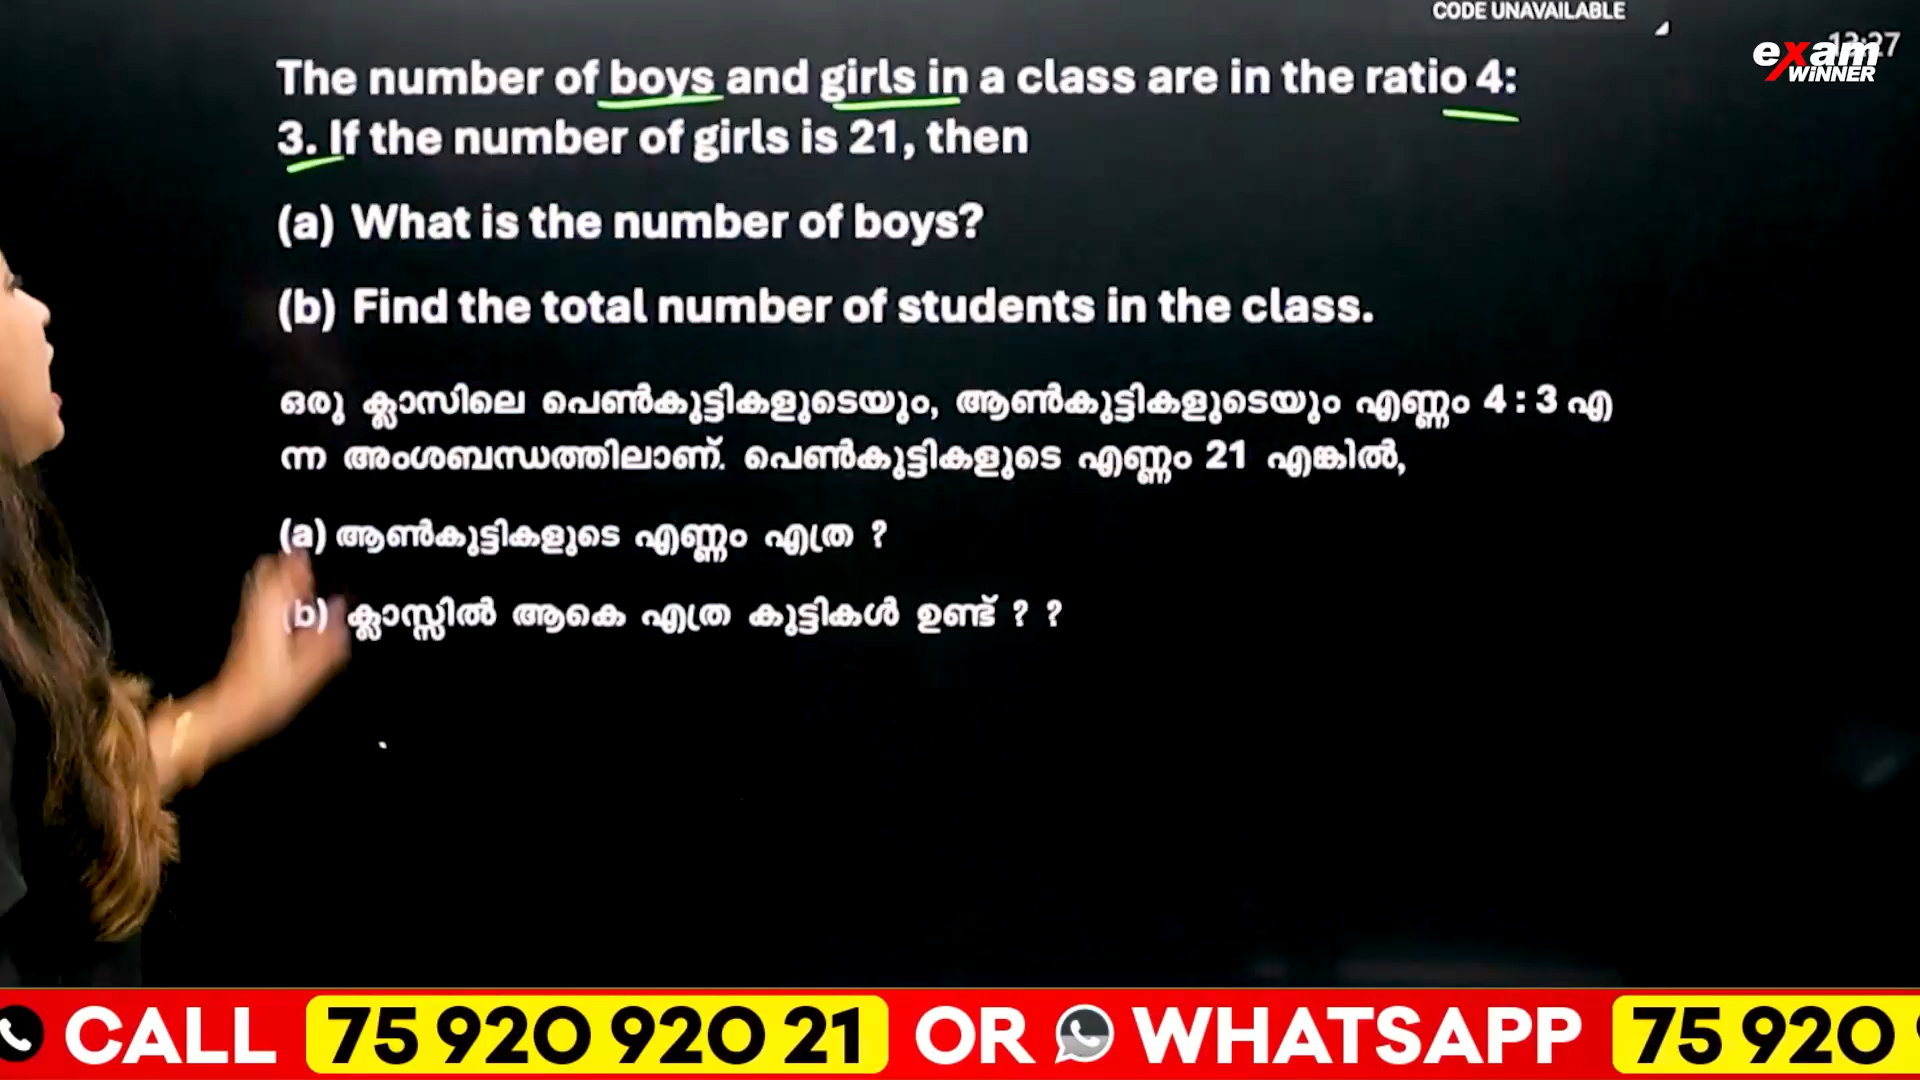 CODE UNAVAILABLE
exam
WINNER
The number of boys and girls in a class are in the ratio 4:
3. If the number of girls is 21, then
(a) What is the number of boys?
(b) Find the total number of students in the class.
ഒരു ക്ലാസിലെ പെൺകുട്ടികളുടെയും, ആൺകുട്ടികളുടെയും എണ്ണം 4 : 3 എ
ന്ന അംശബന്ധത്തിലാണ്. പെൺകുട്ടികളുടെ എണ്ണം 21 എങ്കിൽ,
(a) ആൺകുട്ടികളുടെ എണ്ണം എത്ര ?
(b) ക്ലാസ്സിൽ ആകെ എത്ര കുട്ടികൾ ഉണ്ട് ? ?
CALL 75 920 920 21 OR WHATSAPP 75 920